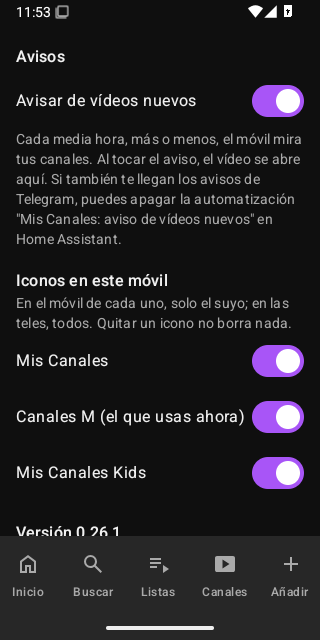 11:53
Avisos
Avisar de vídeos nuevos
Cada media hora, más o menos, el móvil mira
tus canales. Al tocar el aviso, el vídeo se abre
aquí. Si también te llegan los avisos de
Telegram, puedes apagar la automatización
"Mis Canales: aviso de vídeos nuevos" en
Home Assistant.
Iconos en este móvil
En el móvil de cada uno, solo el suyo; en las
teles, todos. Quitar un icono no borra nada.
Mis Canales
Canales M (el que usas ahora)
Mis Canales Kids
Versión 0.26.1
Inicio Buscar Listas Canales Añadir